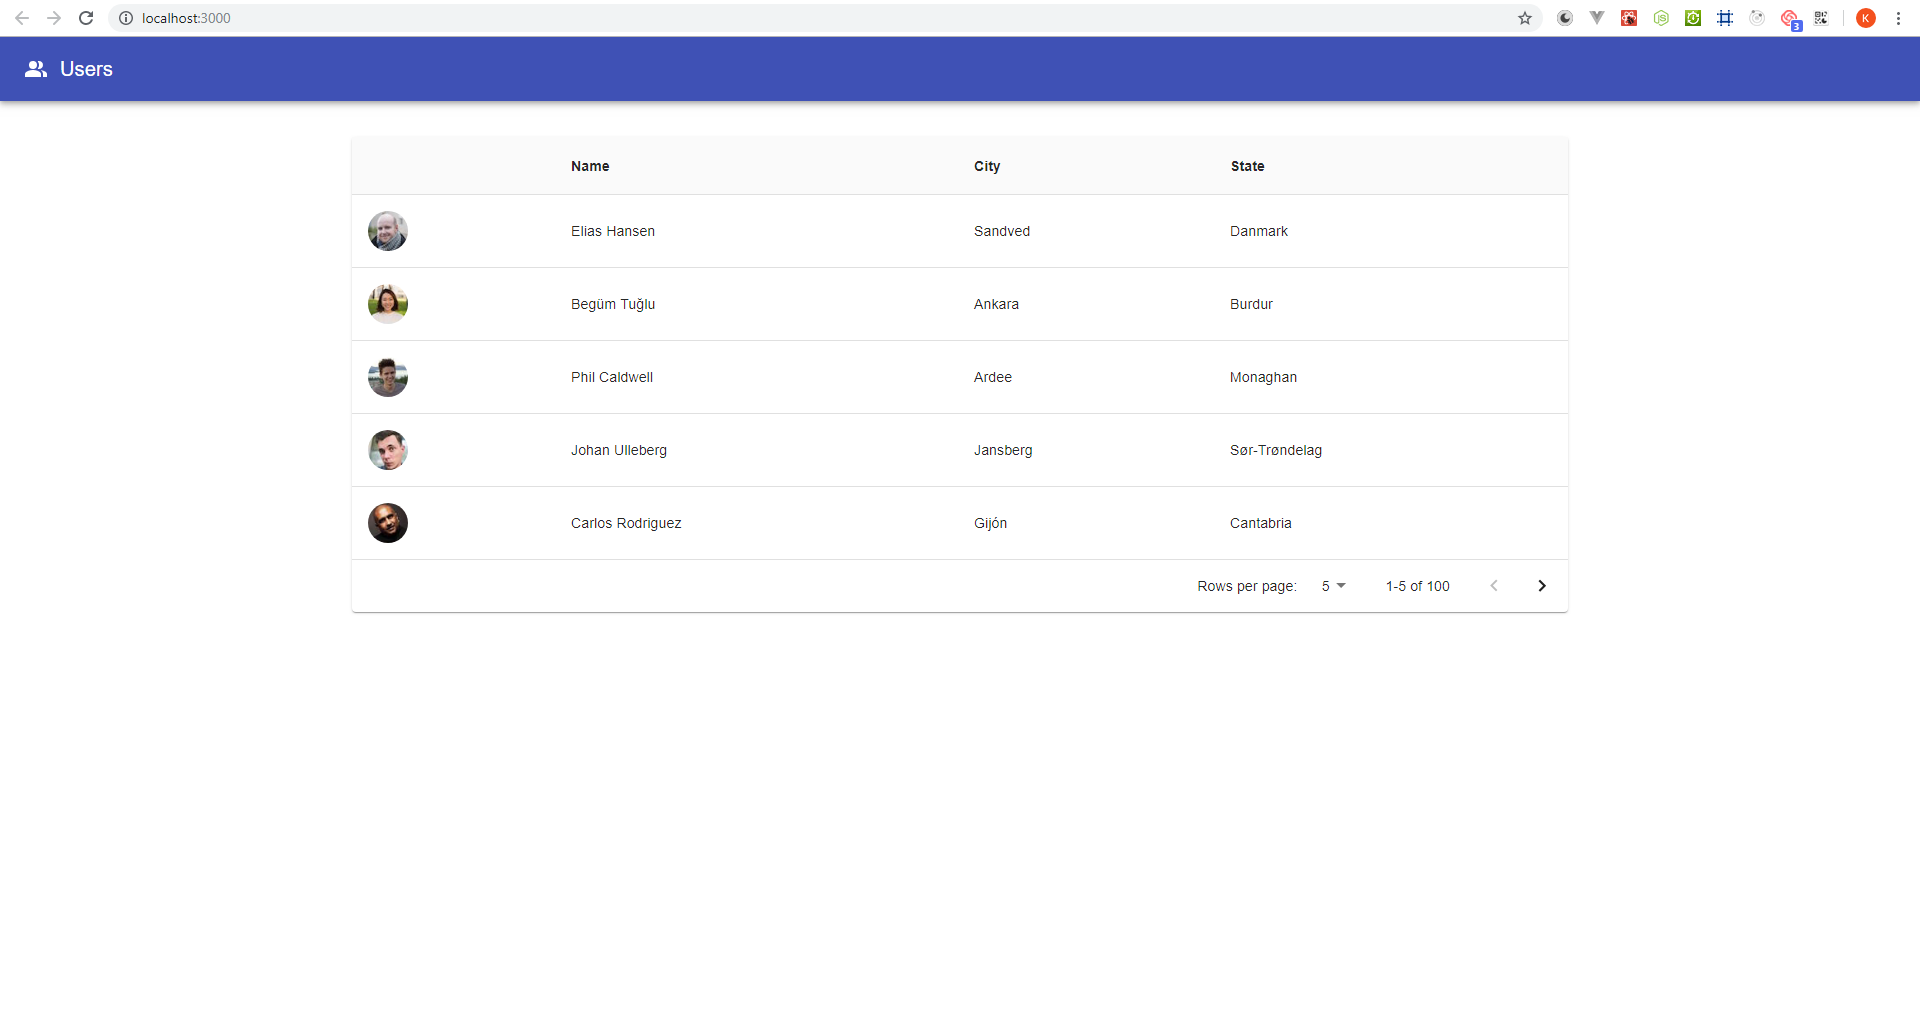 localhost:3000
3
K
Users
Name City State
Elias Hansen Sandved Danmark
Begüm Tuğlu Ankara Burdur
Phil Caldwell Ardee Monaghan
Johan Ulleberg Jansberg Sør-Trøndelag
Carlos Rodriguez Gijón Cantabria
Rows per page: 5 1-5 of 100